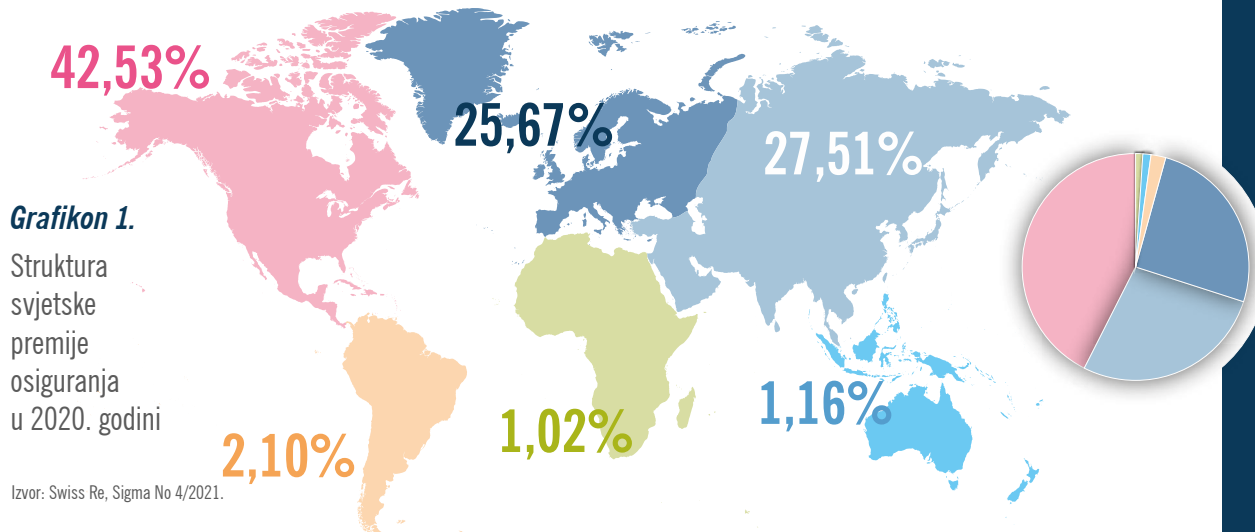 42,53%
25,67%
27,51%
Grafikon 1.
Struktura
svjetske
premije
osiguranja
u 2020. godini
1,16%
1,02%
2,10%
Izvor: Swiss Re, Sigma No 4/2021.